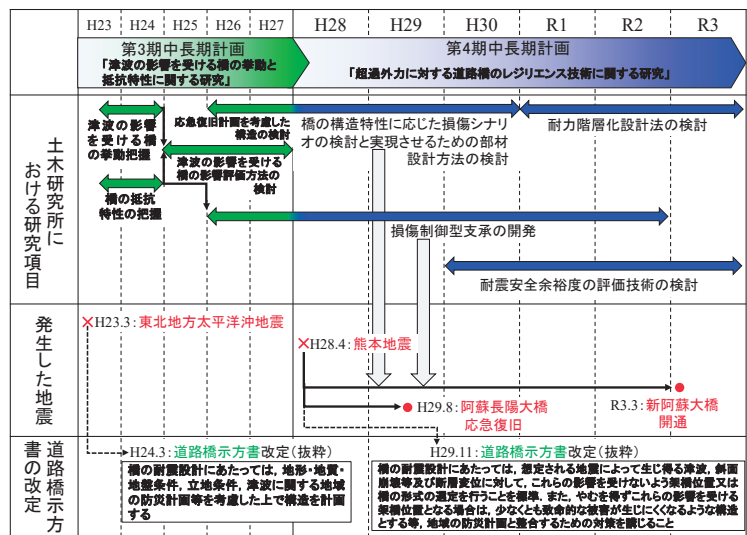 H23 H24 H25 H26 H27 H28 H29 H30 R1 R2 R3
第3期中長期計画
「津波の影響を受ける橋の挙動と
抵抗特性に関する研究」
第4期中長期計画
「超過外力に対する道路橋のレジリエンス技術に関する研究」
土木研究所に
おける研究項目
津波の影響
を受ける橋
の挙動把握
橋の抵抗
特性の把握
応急復旧計画を考慮した
構造の検討
津波の影響を受ける
橋の影響評価方法の
検討
橋の構造特性に応じた損傷シナリ
オの検討と実現させるための部材
設計方法の検討
耐力階層化設計法の検討
損傷制御型支承の開発
耐震安全余裕度の評価技術の検討
発生した地震
×H23.3:東北地方太平洋沖地震
×H28.4:熊本地震
H29.8:阿蘇長陽大橋
応急復旧
R3.3:新阿蘇大橋
開通
道路橋示方
書の改定
H24.3:道路橋示方書改定(抜粋)
橋の耐震設計にあたっては,地形・地質・
地盤条件,立地条件,津波に関する地域
の防災計画等を考慮した上で構造を計画
する
H29.11:道路橋示方書改定(抜粋)
橋の耐震設計にあたっては,想定される地震によって生じ得る津波,斜面
崩壊等及び断層変位に対して,これらの影響を受けないよう架橋位置又は
橋の形式の選定を行うことを標準.また,やむを得ずこれらの影響を受ける
架橋位置となる場合は,少なくとも致命的な被害が生じにくくなるような構造
とする等,地域の防災計画と整合するための対策を講じること